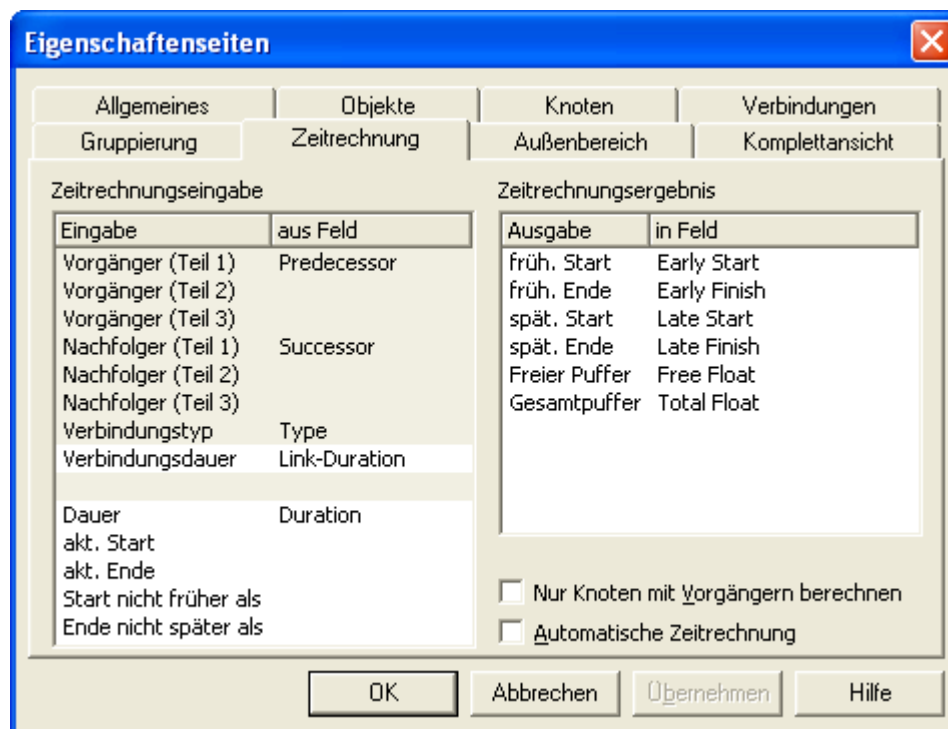 Eigenschaftenseiten
Allgemeines Objekte Knoten Verbindungen
Gruppierung Zeitrechnung Außenbereich Komplettansicht
Zeitrechnungseingabe
Eingabe aus Feld
Vorgänger (Teil 1) Predecessor
Vorgänger (Teil 2)
Vorgänger (Teil 3)
Nachfolger (Teil 1) Successor
Nachfolger (Teil 2)
Nachfolger (Teil 3)
Verbindungstyp Type
Verbindungsdauer Link-Duration
Dauer Duration
akt. Start
akt. Ende
Start nicht früher als
Ende nicht später als
Zeitrechnungsergebnis
Ausgabe in Feld
früh. Start Early Start
früh. Ende Early Finish
spät. Start Late Start
spät. Ende Late Finish
Freier Puffer Free Float
Gesamtpuffer Total Float
Nur Knoten mit Vorgängern berechnen
Automatische Zeitrechnung
OK Abbrechen Übernehmen Hilfe